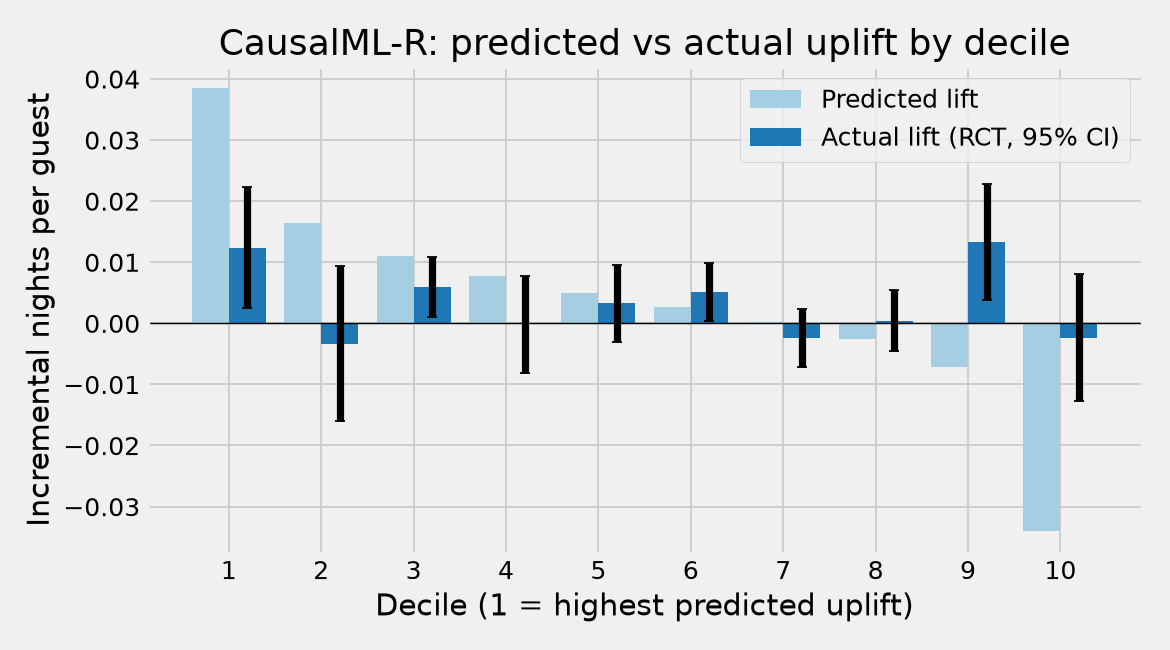 CausalML-R: predicted vs actual uplift by decile
Incremental nights per guest
0.04
0.03
0.02
0.01
0.00
−0.01
−0.02
−0.03
Predicted lift
Actual lift (RCT, 95% CI)
1 2 3 4 5 6 7 8 9 10
Decile (1 = highest predicted uplift)